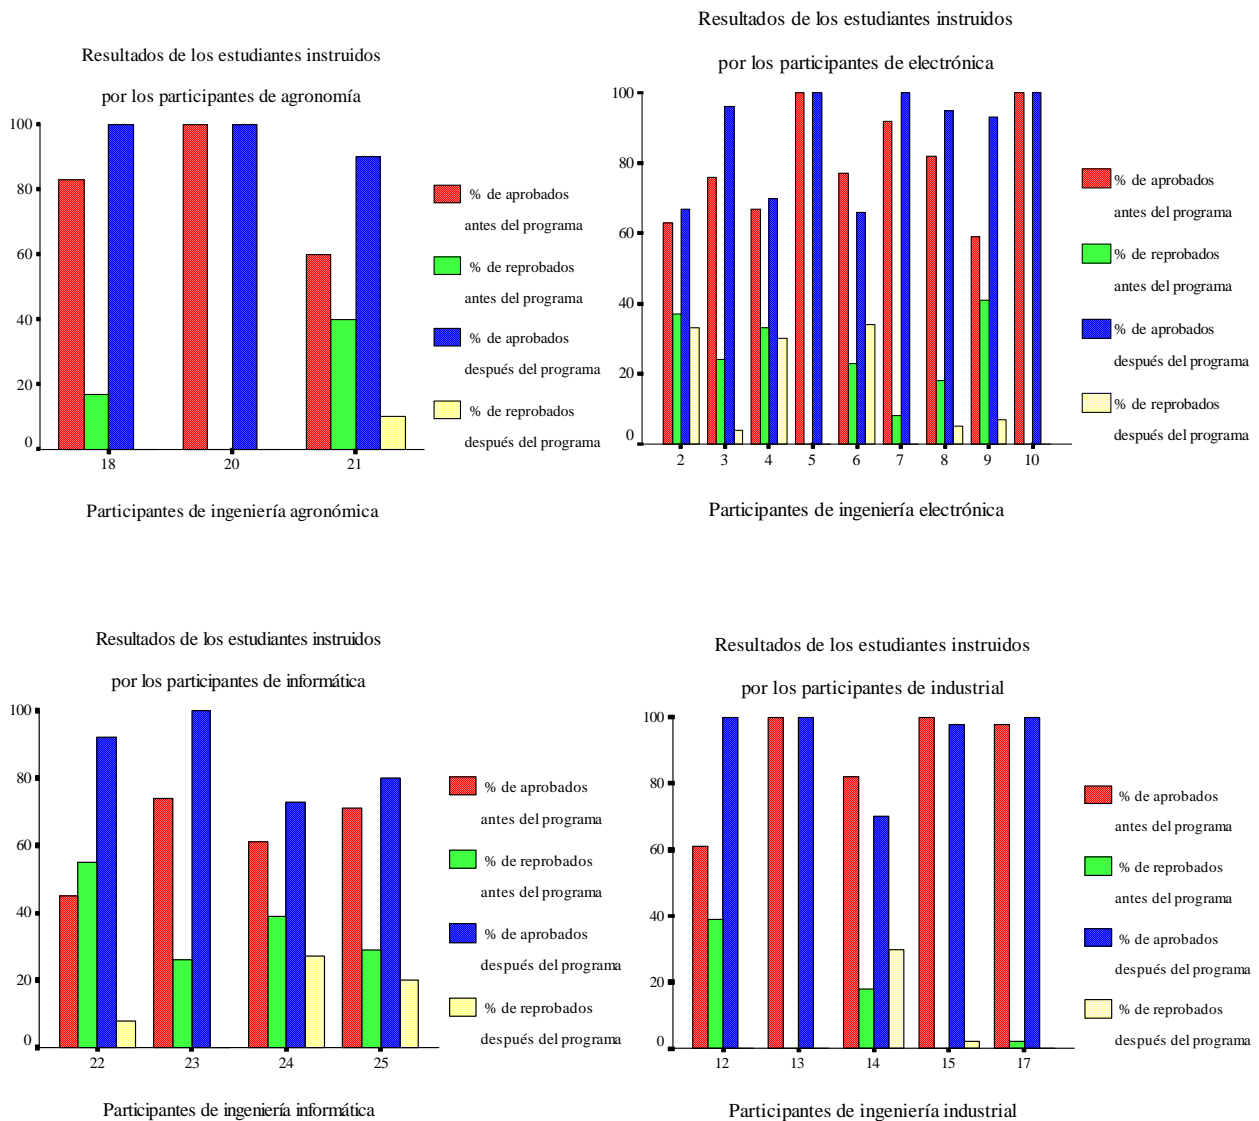 Resultados de los estudiantes instruidos
por los participantes de agronomía
100
80
60
40
20
0
18 20 21
Participantes de ingeniería agronómica
% de aprobados
antes del programa
% de reprobados
antes del programa
% de aprobados
después del programa
% de reprobados
después del programa
Resultados de los estudiantes instruidos
por los participantes de electrónica
100
80
60
40
20
0
2 3 4 5 6 7 8 9 10
Participantes de ingeniería electrónica
% de aprobados
antes del programa
% de reprobados
antes del programa
% de aprobados
después del programa
% de reprobados
después del programa
Resultados de los estudiantes instruidos
por los participantes de informática
100
80
60
40
20
0
22 23 24 25
Participantes de ingeniería informática
% de aprobados
antes del programa
% de reprobados
antes del programa
% de aprobados
después del programa
% de reprobados
después del programa
Resultados de los estudiantes instruidos
por los participantes de industrial
100
80
60
40
20
0
12 13 14 15 17
Participantes de ingeniería industrial
% de aprobados
antes del programa
% de reprobados
antes del programa
% de aprobados
después del programa
% de reprobados
después del programa